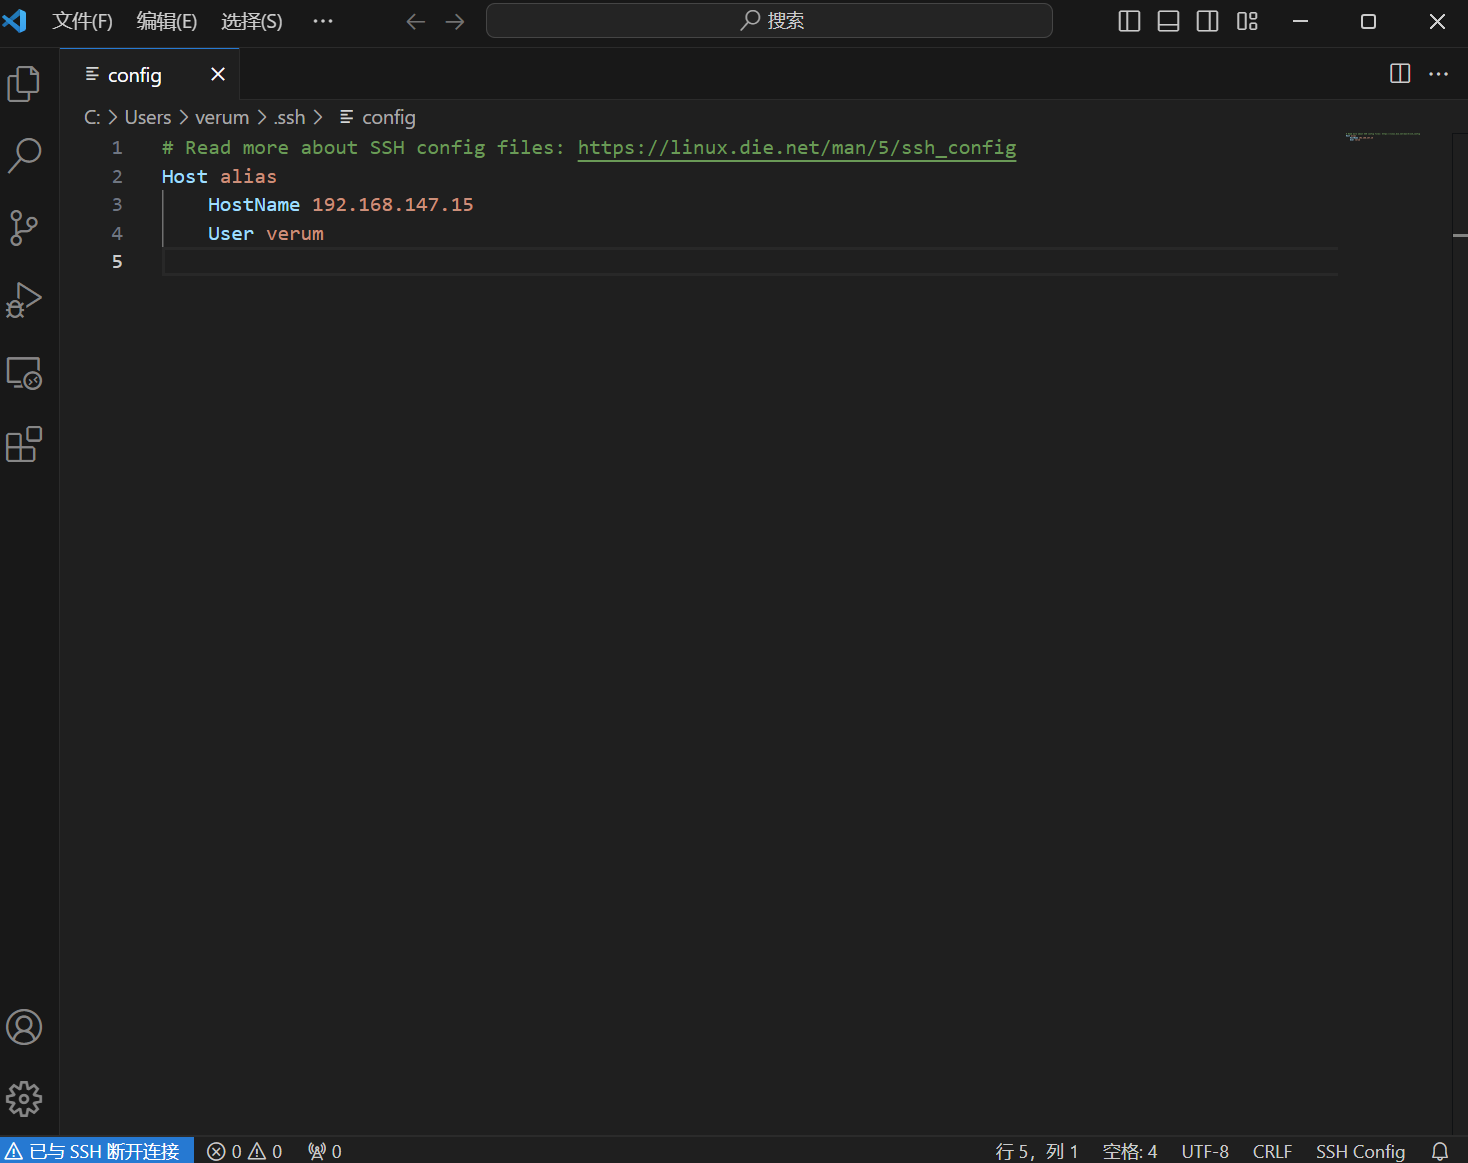 文件(F) 编辑(E) 选择(S) ··· 搜索
config
C: > Users > verum > .ssh > config
1 # Read more about SSH config files: https://linux.die.net/man/5/ssh_config
2 Host alias
3 HostName 192.168.147.15
4 User verum
5
已与 SSH 断开连接 0 0 0 行 5，列 1 空格: 4 UTF-8 CRLF SSH Config